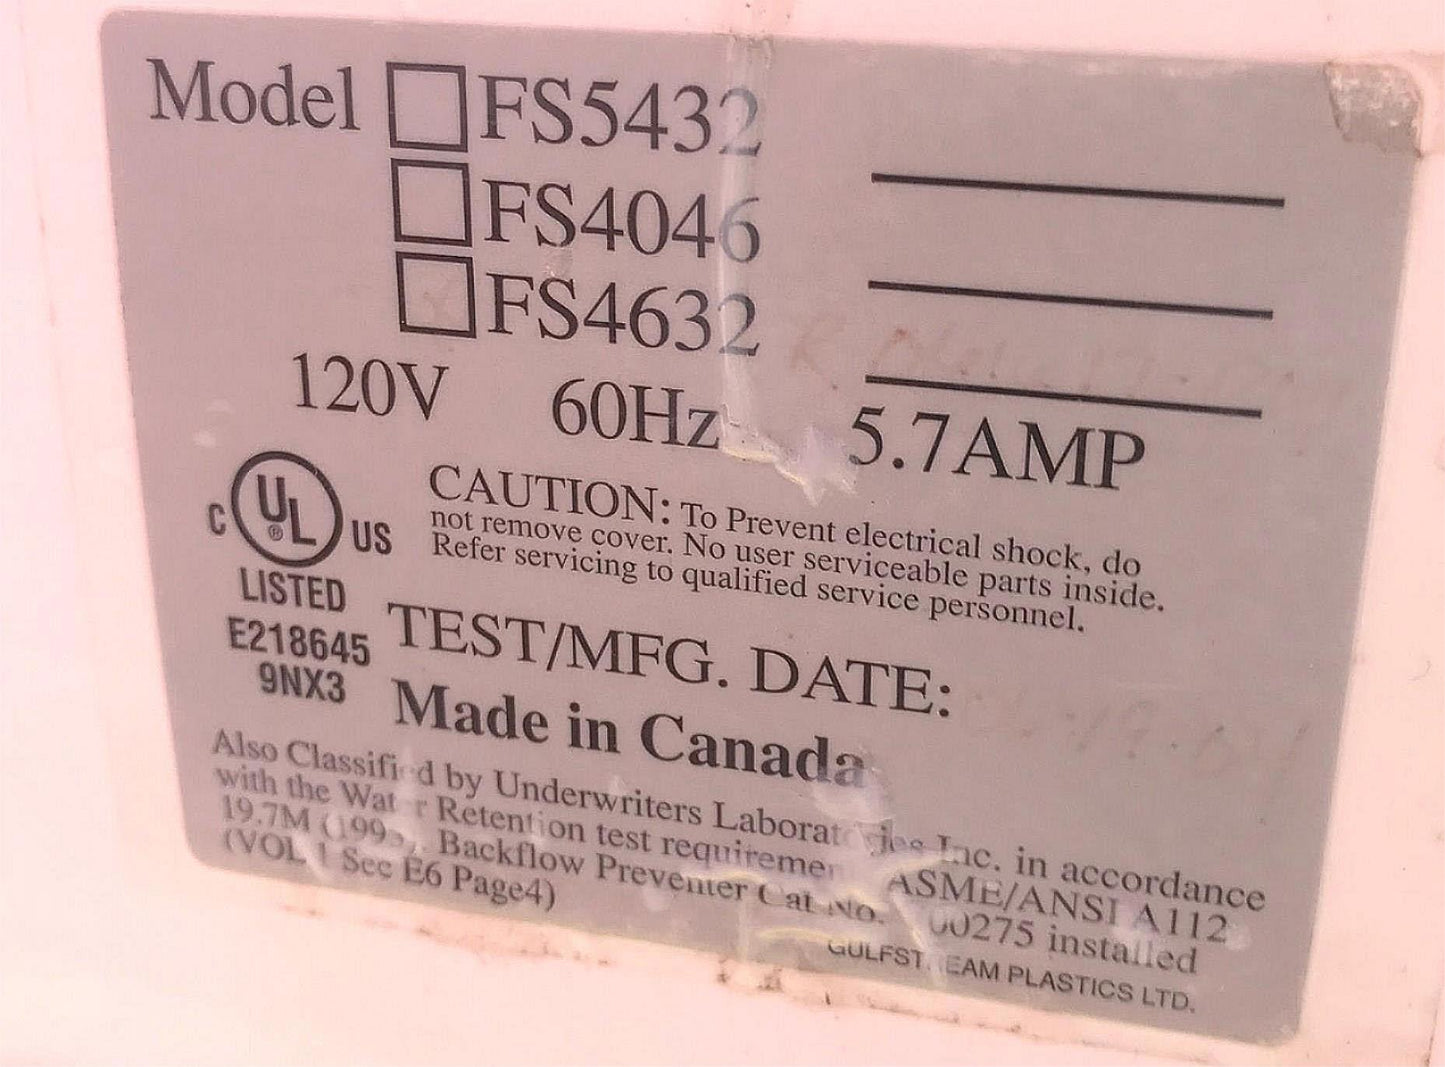 Model FS5432
FS4046
FS4632
120V 60Hz 5.7AMP
CAUTION: To Prevent electrical shock, do
not remove cover. No user serviceable parts inside.
Refer servicing to qualified service personnel.
C UL ® US
LISTED
E218645
9NX3
TEST/MFG. DATE:
Made in Canada
Also Classified by Underwriters Laboratories Inc. in accordance
with the Water Retention test requirement ASME/ANSI A112
19.7M Backflow Preventer Cat No. 00275 installed
(VOL 1 See E6 Page4)
GULFSTREAM PLASTICS LTD.